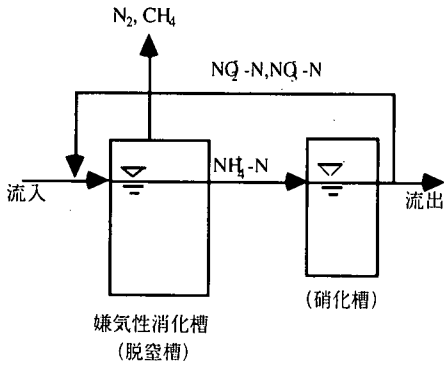 N2, CH4
NO2-N,NO3-N
流入
NH4+-N
流出
嫌気性消化槽
(脱窒槽)
(硝化槽)